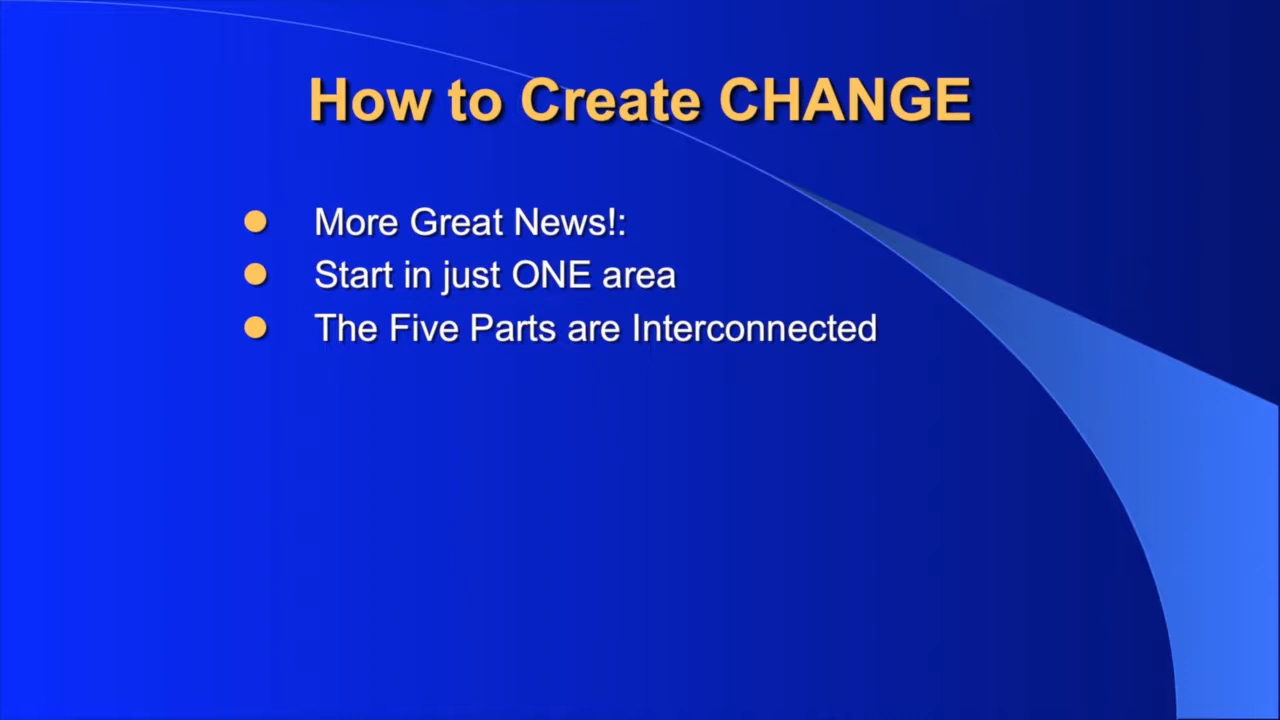 How to Create CHANGE
More Great News!:
Start in just ONE area
The Five Parts are Interconnected